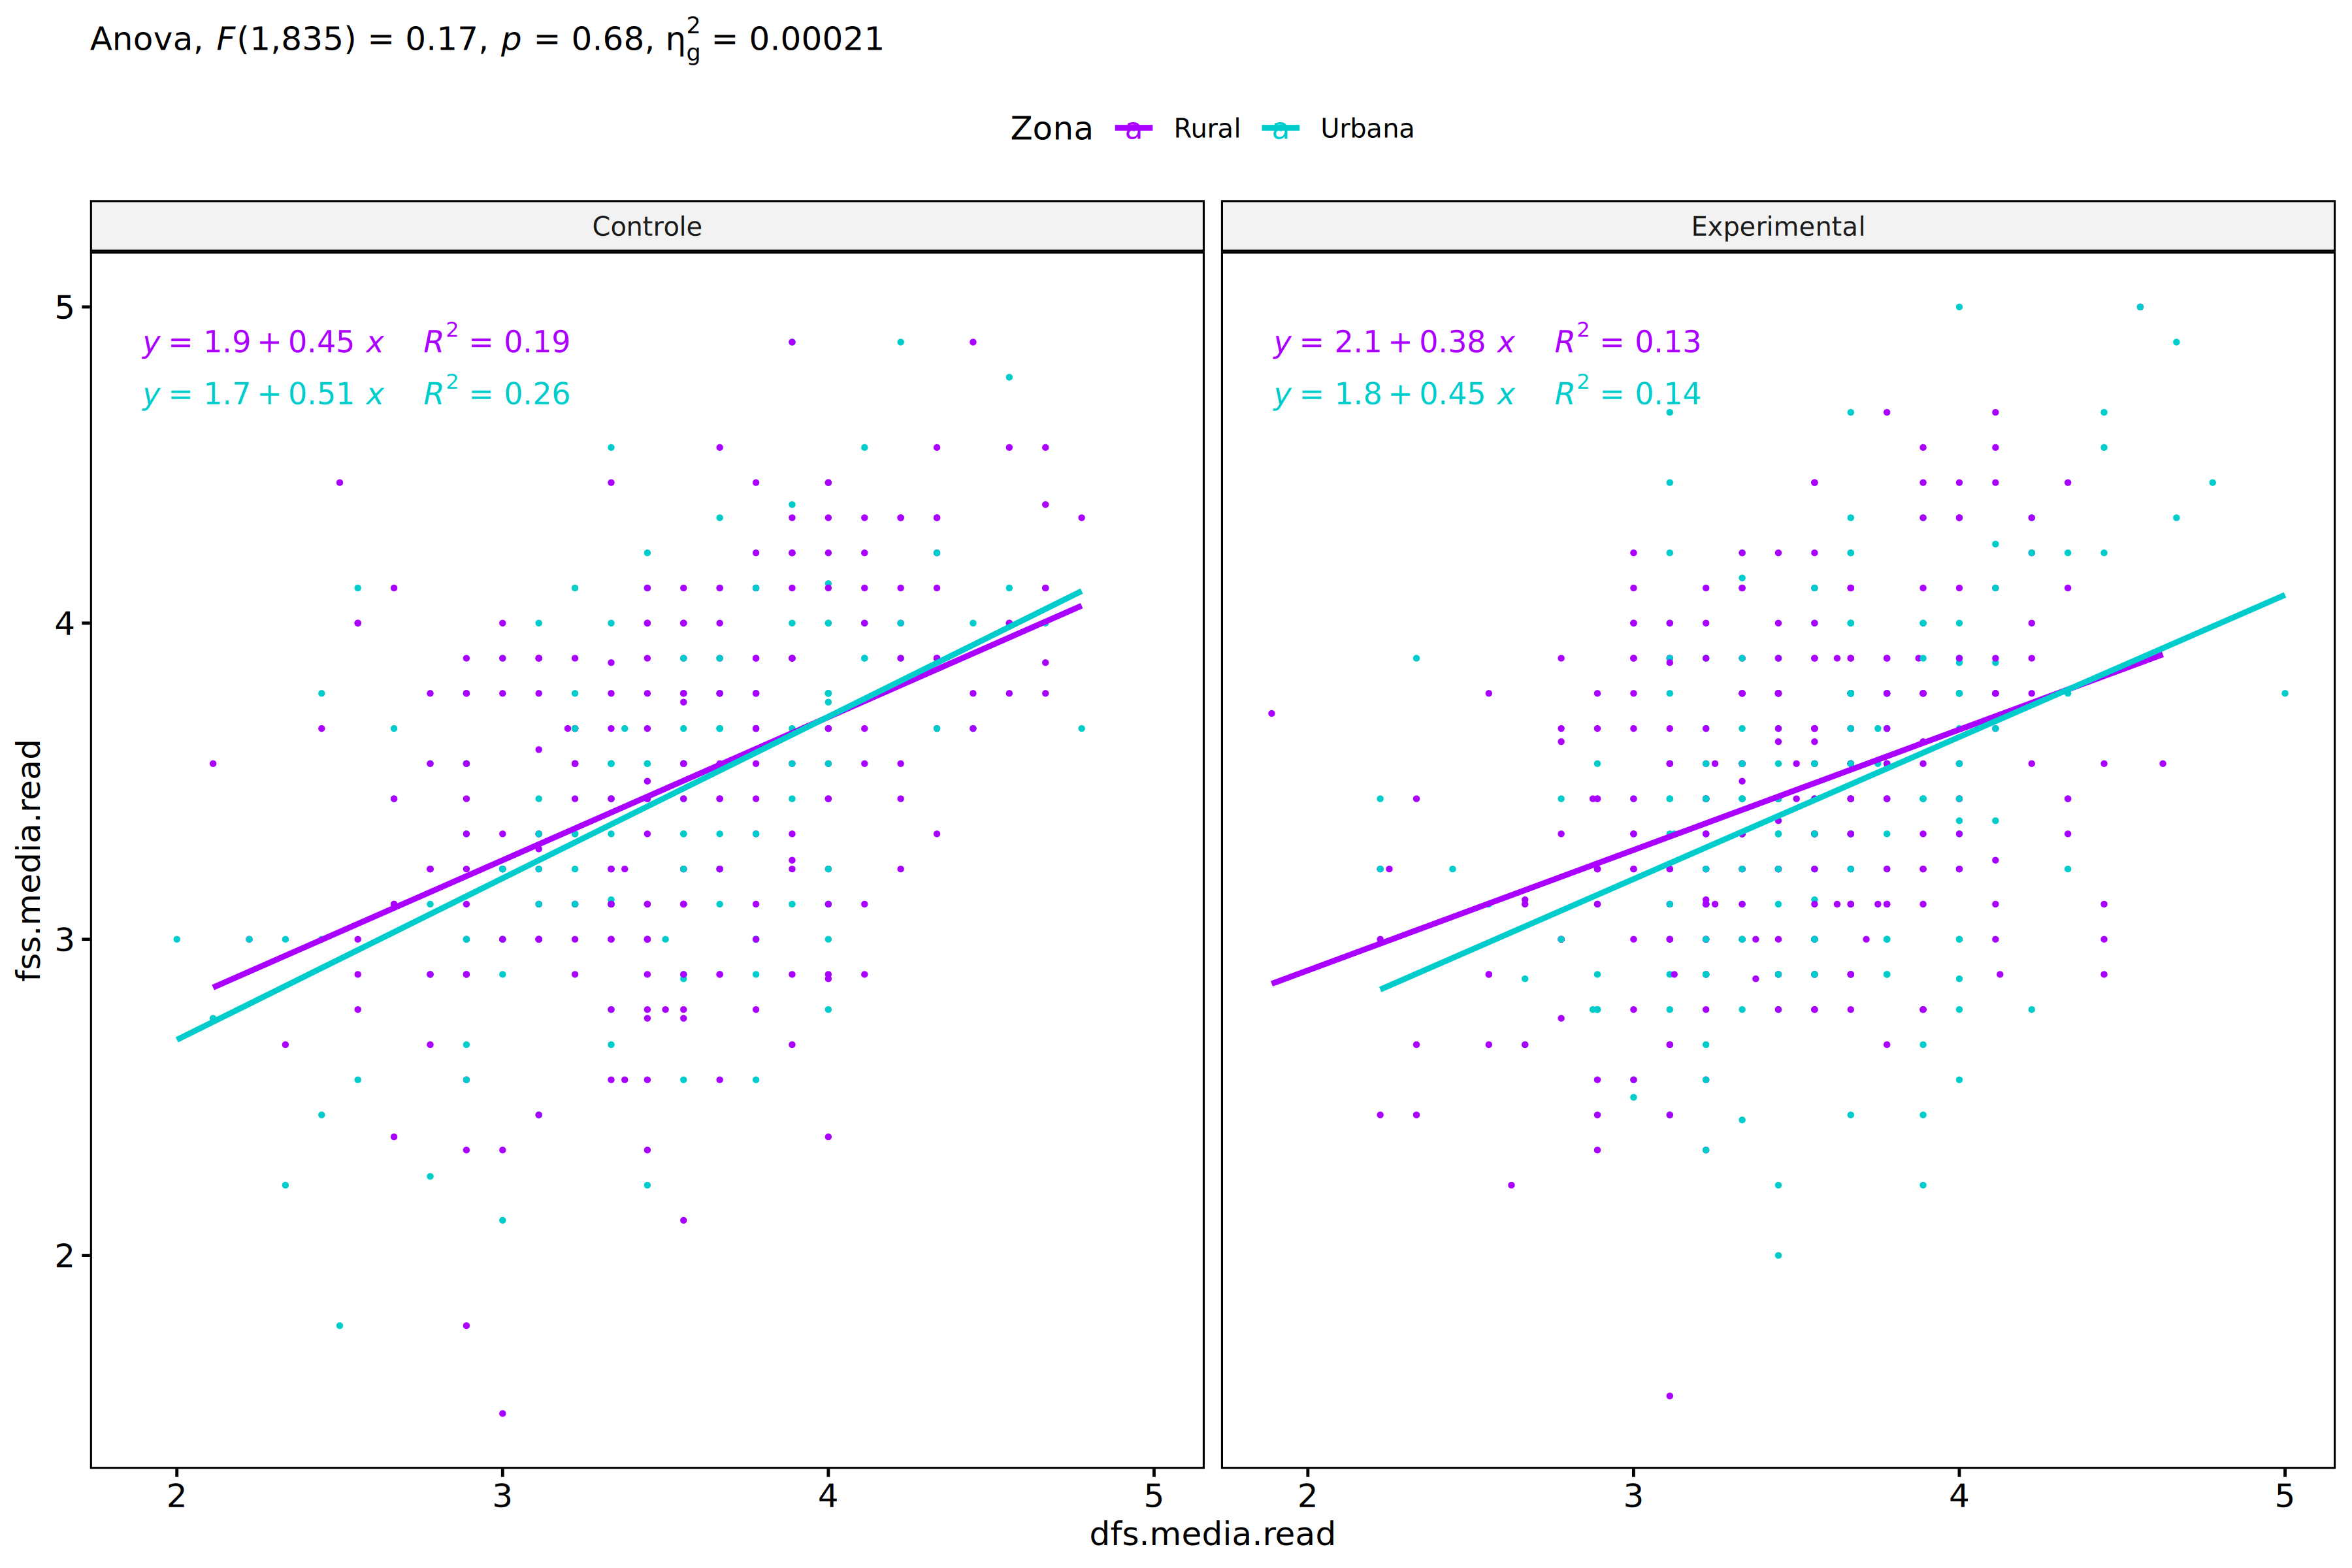 Anova, F(1,835) = 0.17, p = 0.68, η²g = 0.00021
Zona a Rural a Urbana
Controle
Experimental
y = 1.9 + 0.45 x R² = 0.19
y = 1.7 + 0.51 x R² = 0.26
y = 2.1 + 0.38 x R² = 0.13
y = 1.8 + 0.45 x R² = 0.14
5
4
3
2
fss.media.read
2 3 4 5
2 3 4 5
dfs.media.read